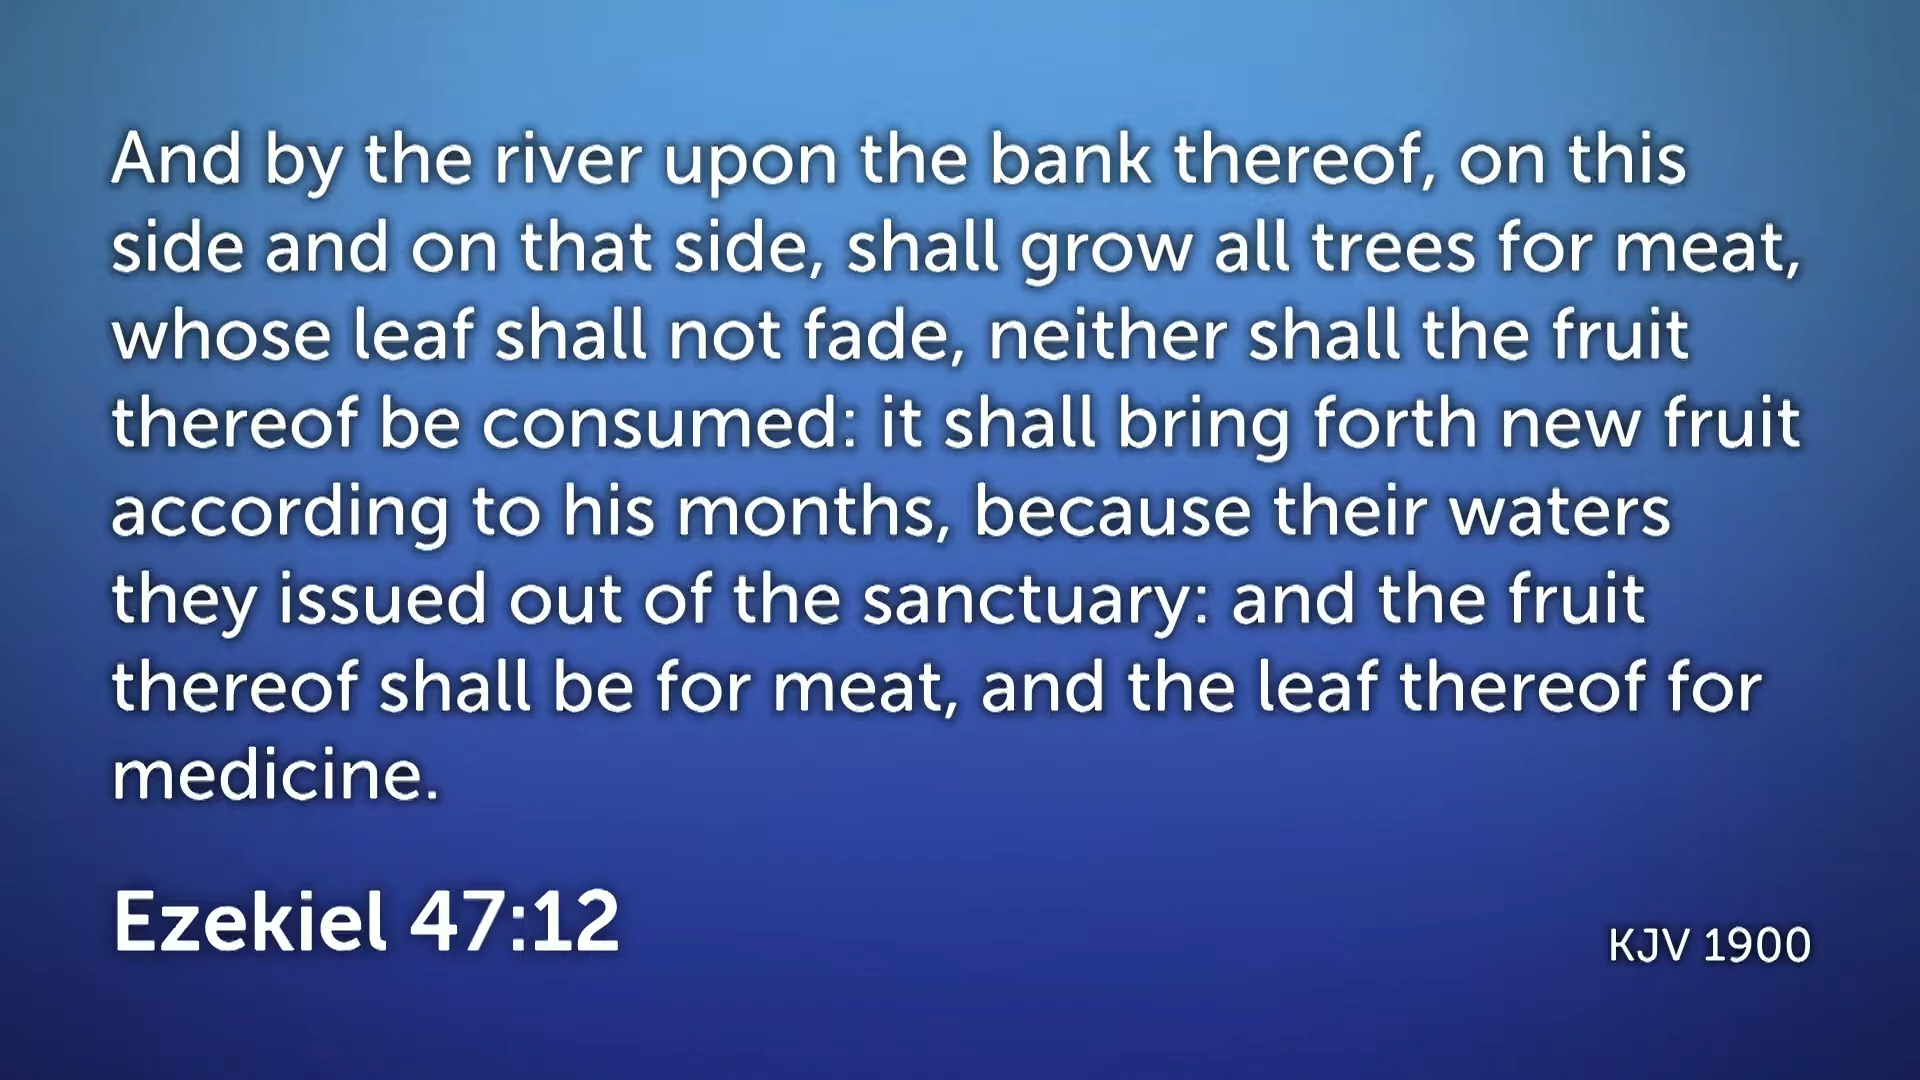 And by the river upon the bank thereof, on this
side and on that side, shall grow all trees for meat,
whose leaf shall not fade, neither shall the fruit
thereof be consumed: it shall bring forth new fruit
according to his months, because their waters
they issued out of the sanctuary: and the fruit
thereof shall be for meat, and the leaf thereof for
medicine.
Ezekiel 47:12
KJV 1900